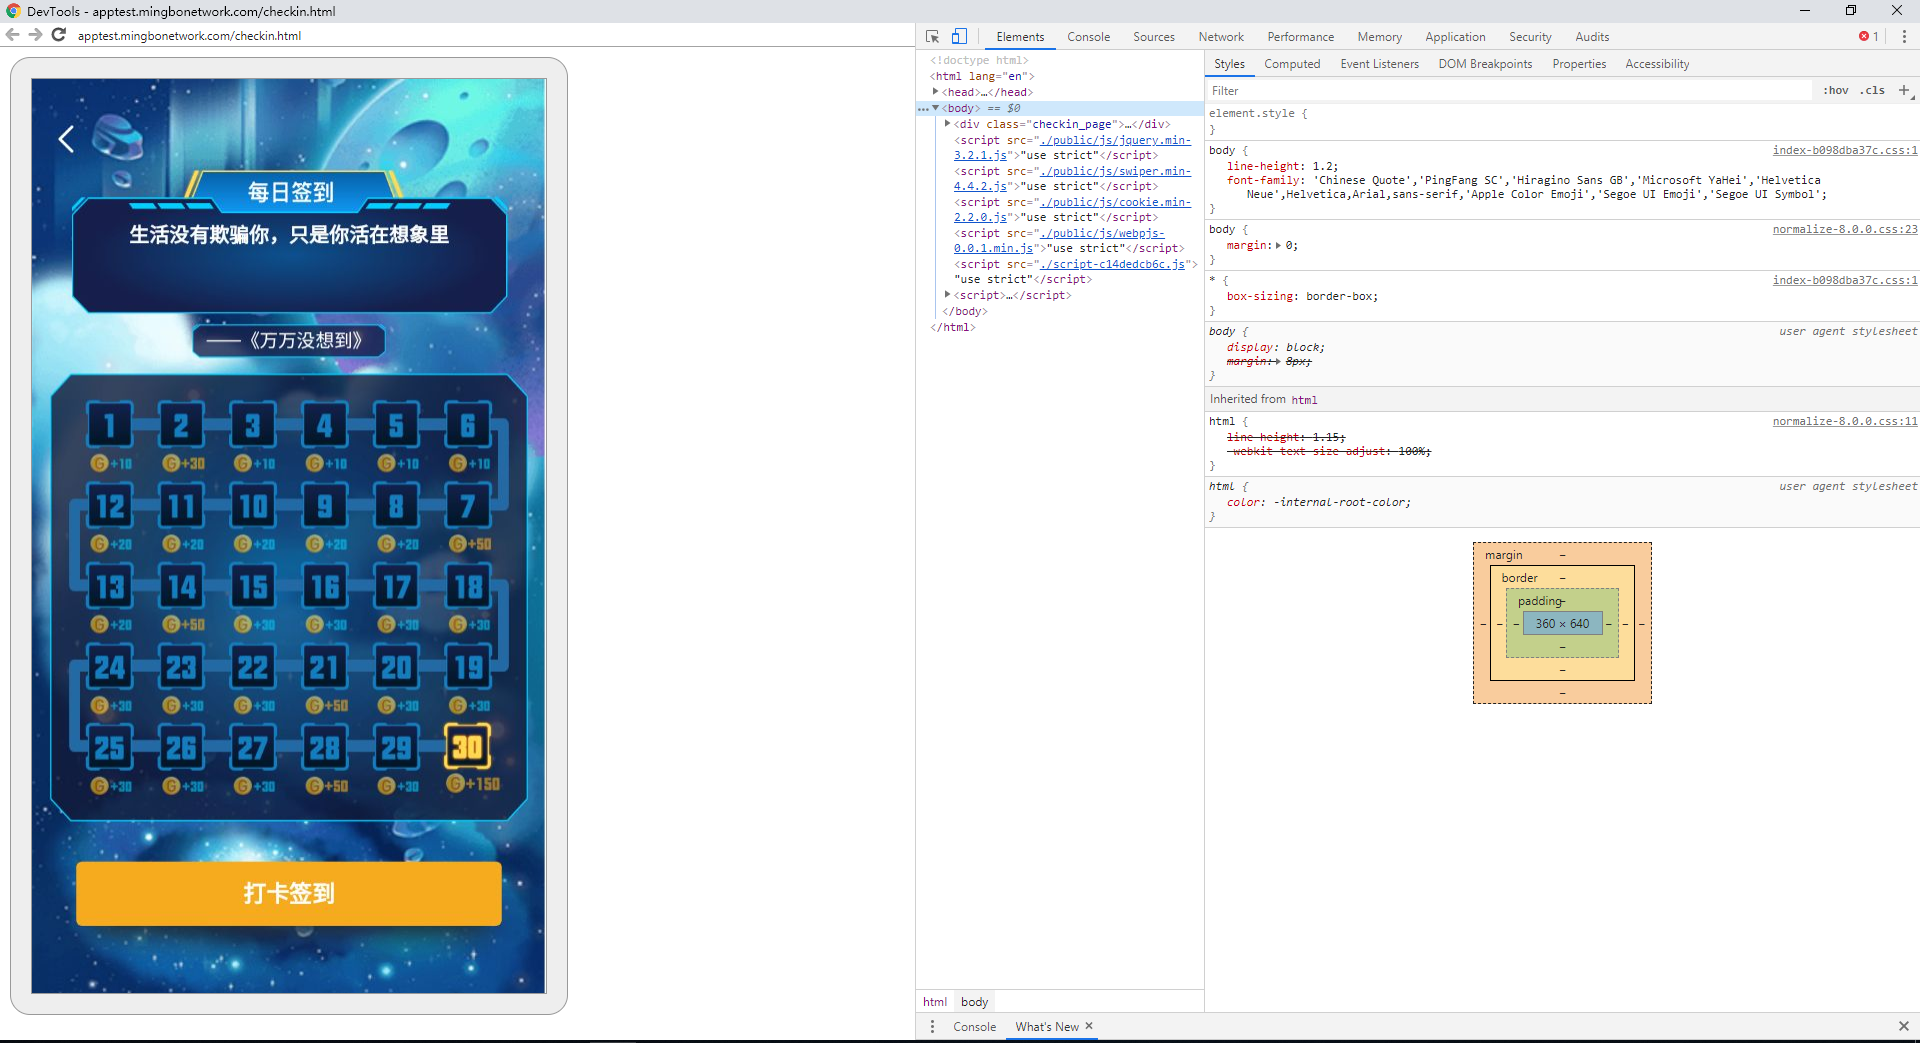 DevTools - apptest.mingbonetwork.com/checkin.html
apptest.mingbonetwork.com/checkin.html
每日签到
生活没有欺骗你，只是你活在想象里
——《万万没想到》
1 2 3 4 5 6
G+10 G+30 G+10 G+10 G+10 G+10
12 11 10 9 8 7
G+20 G+20 G+20 G+20 G+20 G+50
13 14 15 16 17 18
G+20 G+50 G+30 G+30 G+30 G+30
24 23 22 21 20 19
G+30 G+30 G+30 G+50 G+30 G+30
25 26 27 28 29 30
G+30 G+30 G+30 G+50 G+30 G+150
打卡签到
Elements Console Sources Network Performance Memory Application Security Audits 1
<!doctype html>
<html lang="en">
<head>…</head>
<body> == $0
<div class="checkin_page">…</div>
<script src="./public/js/jquery.min-
3.2.1.js">"use strict"</script>
<script src="./public/js/swiper.min-
4.4.2.js">"use strict"</script>
<script src="./public/js/cookie.min-
2.2.0.js">"use strict"</script>
<script src="./public/js/webpjs-
0.0.1.min.js">"use strict"</script>
<script src="./script-c14dedcb6c.js">
"use strict"</script>
<script>…</script>
</body>
</html>
html body
Styles Computed Event Listeners DOM Breakpoints Properties Accessibility
Filter :hov .cls +
element.style {
}
body { index-b098dba37c.css:1
line-height: 1.2;
font-family: 'Chinese Quote','PingFang SC','Hiragino Sans GB','Microsoft YaHei','Helvetica
Neue',Helvetica,Arial,sans-serif,'Apple Color Emoji','Segoe UI Emoji','Segoe UI Symbol';
}
body { normalize-8.0.0.css:23
margin: 0;
}
* { index-b098dba37c.css:1
box-sizing: border-box;
}
body { user agent stylesheet
display: block;
margin: 8px;
}
Inherited from html
html { normalize-8.0.0.css:11
line-height: 1.15;
-webkit-text-size-adjust: 100%;
}
html { user agent stylesheet
color: -internal-root-color;
}
margin –
border –
padding –
– – – 360 × 640 – – –
–
–
–
Console What's New ×